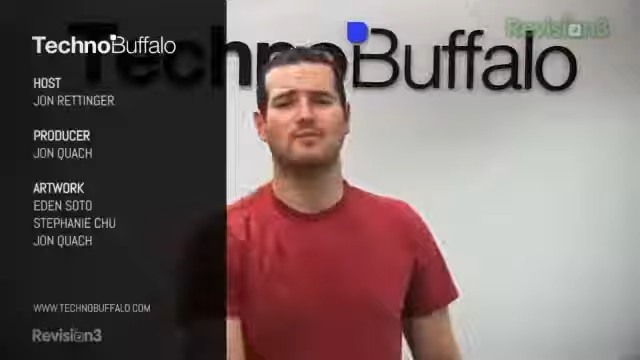 TechnoBuffalo
HOST
JON RETTINGER
PRODUCER
JON QUACH
ARTWORK
EDEN SOTO
STEPHANIE CHU
JON QUACH
WWW.TECHNOBUFFALO.COM
Revision3
TechnoBuffalo
Revision3